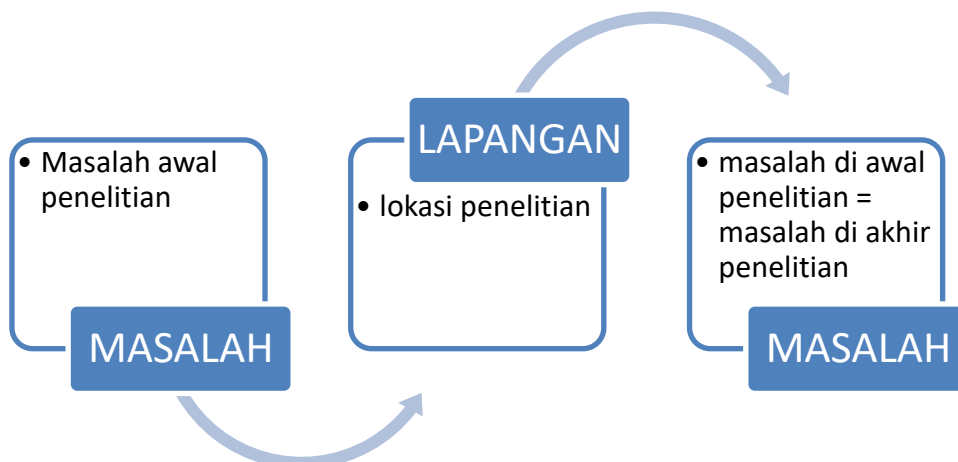 • Masalah awal
penelitian
MASALAH
LAPANGAN
• lokasi penelitian
• masalah di awal
penelitian =
masalah di akhir
penelitian
MASALAH